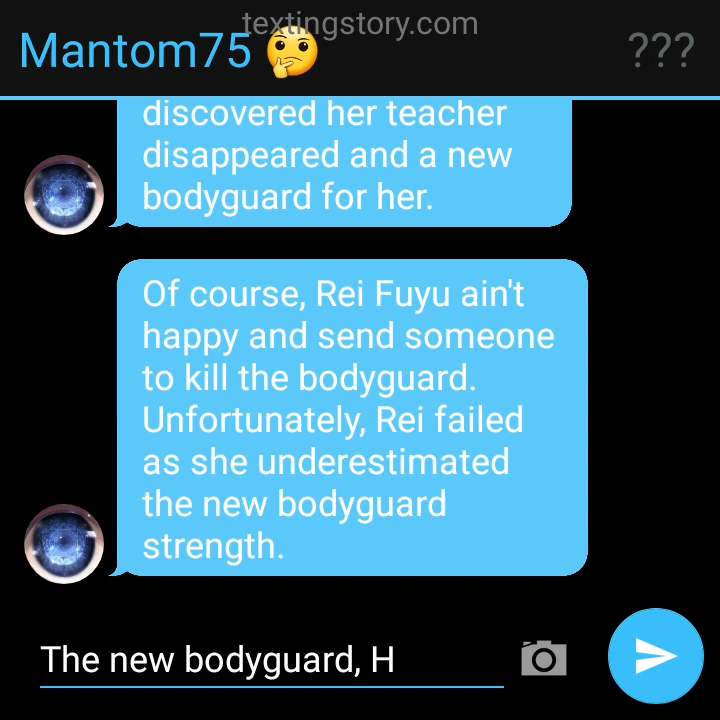 textingstory.com
Mantom75 🤔 ???
discovered her teacher
disappeared and a new
bodyguard for her.
Of course, Rei Fuyu ain't
happy and send someone
to kill the bodyguard.
Unfortunately, Rei failed
as she underestimated
the new bodyguard
strength.
The new bodyguard, H